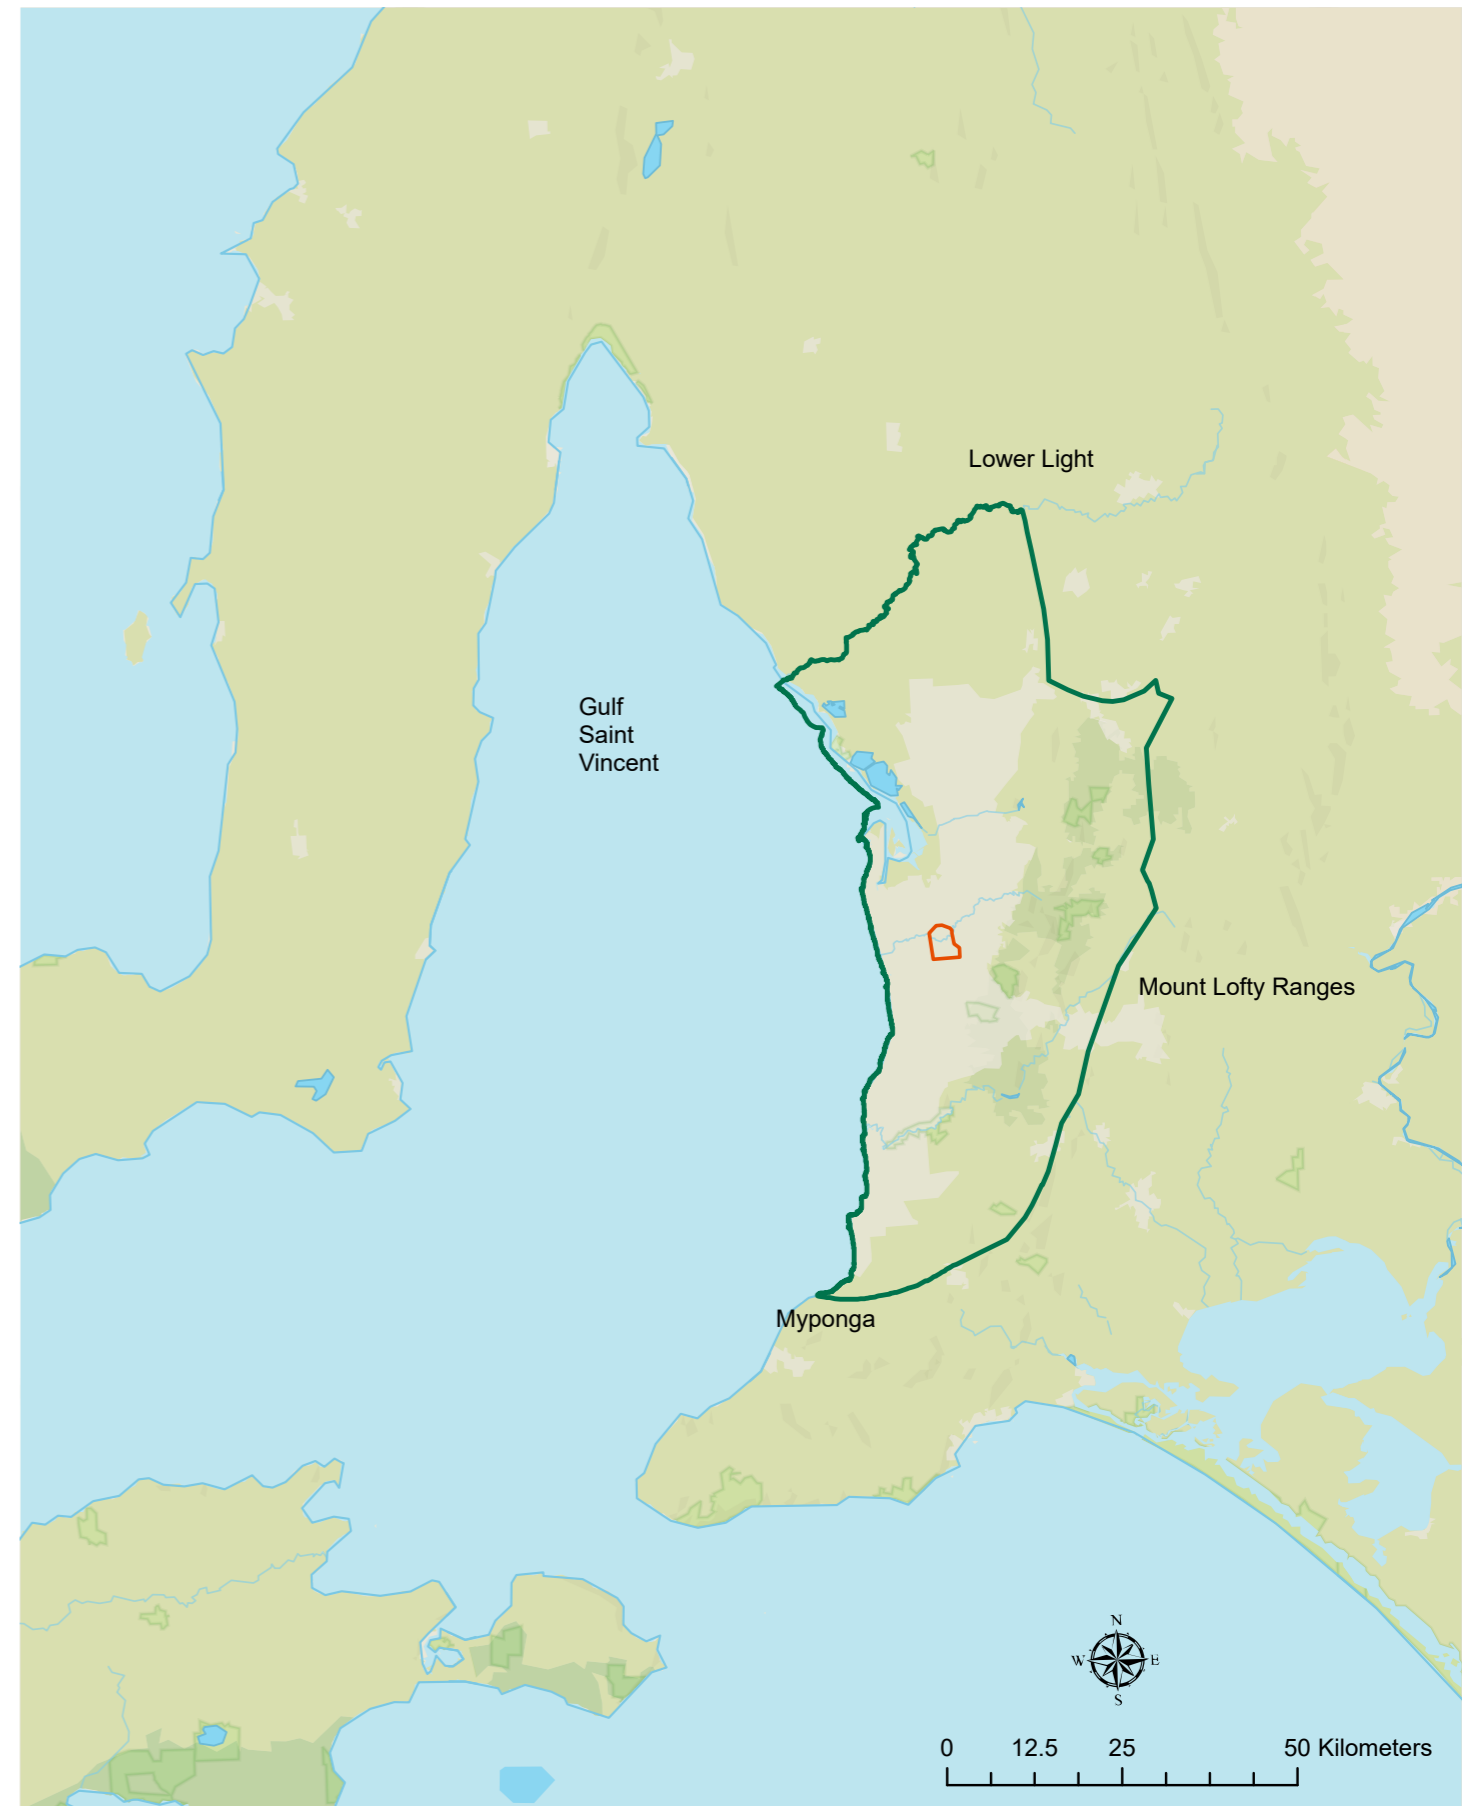 Lower Light
Gulf
Saint
Vincent
Mount Lofty Ranges
Myponga
N
W E
S
0 12.5 25 50 Kilometers